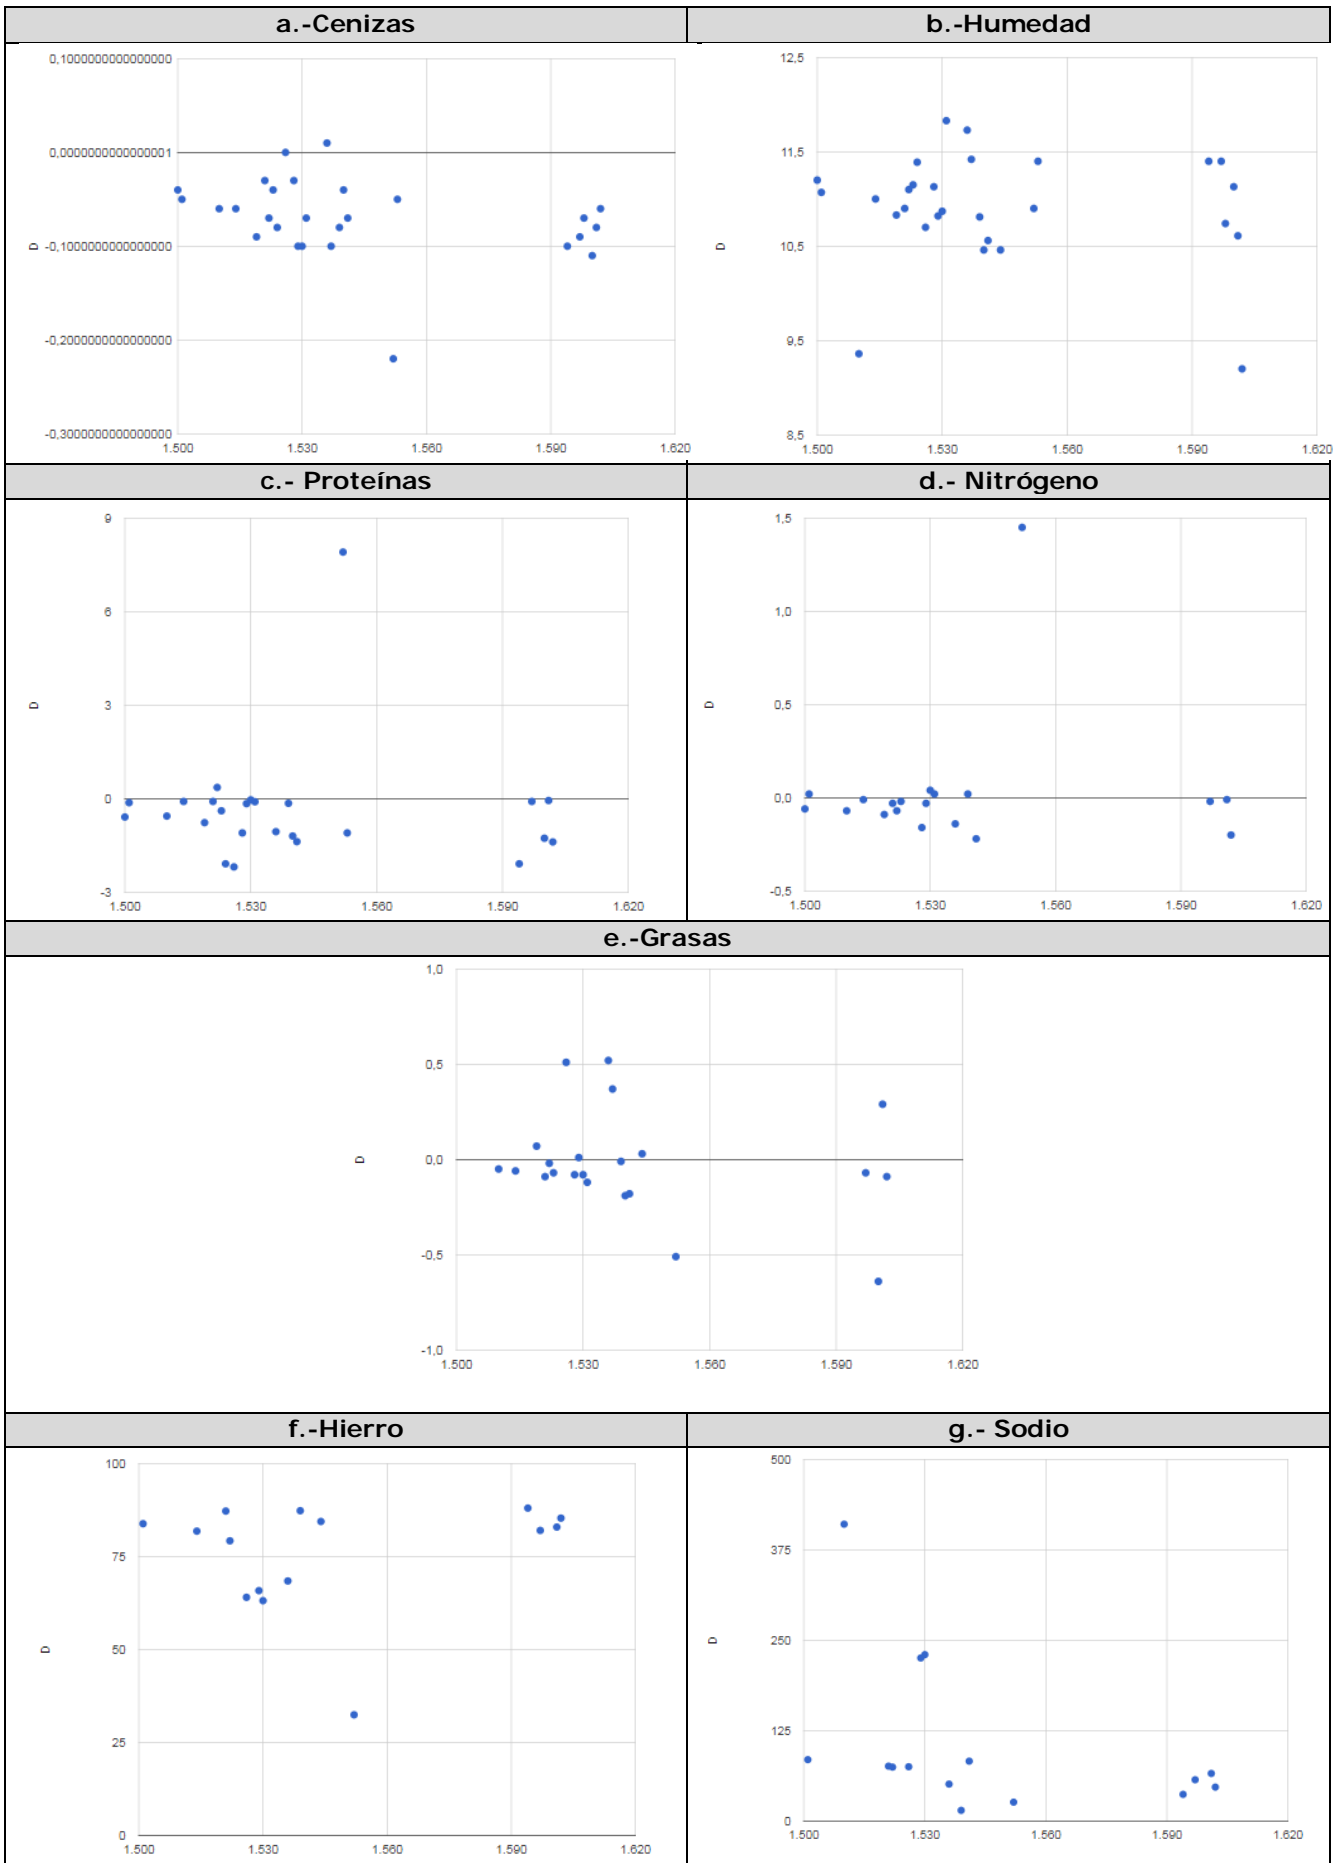 a.-Cenizas
b.-Humedad
0,1000000000000000
0,0000000000000001
-0,1000000000000000
-0,2000000000000000
-0,3000000000000000
D
1.500 1.530 1.560 1.590 1.620
12,5
11,5
10,5
9,5
8,5
D
1.500 1.530 1.560 1.590 1.620
c.- Proteínas
d.- Nitrógeno
9
6
3
0
-3
D
1.500 1.530 1.560 1.590 1.620
1,5
1,0
0,5
0,0
-0,5
D
1.500 1.530 1.560 1.590 1.620
e.-Grasas
1,0
0,5
0,0
-0,5
-1,0
D
1.500 1.530 1.560 1.590 1.620
f.-Hierro
g.- Sodio
100
75
50
25
0
D
1.500 1.530 1.560 1.590 1.620
500
375
250
125
0
D
1.500 1.530 1.560 1.590 1.620